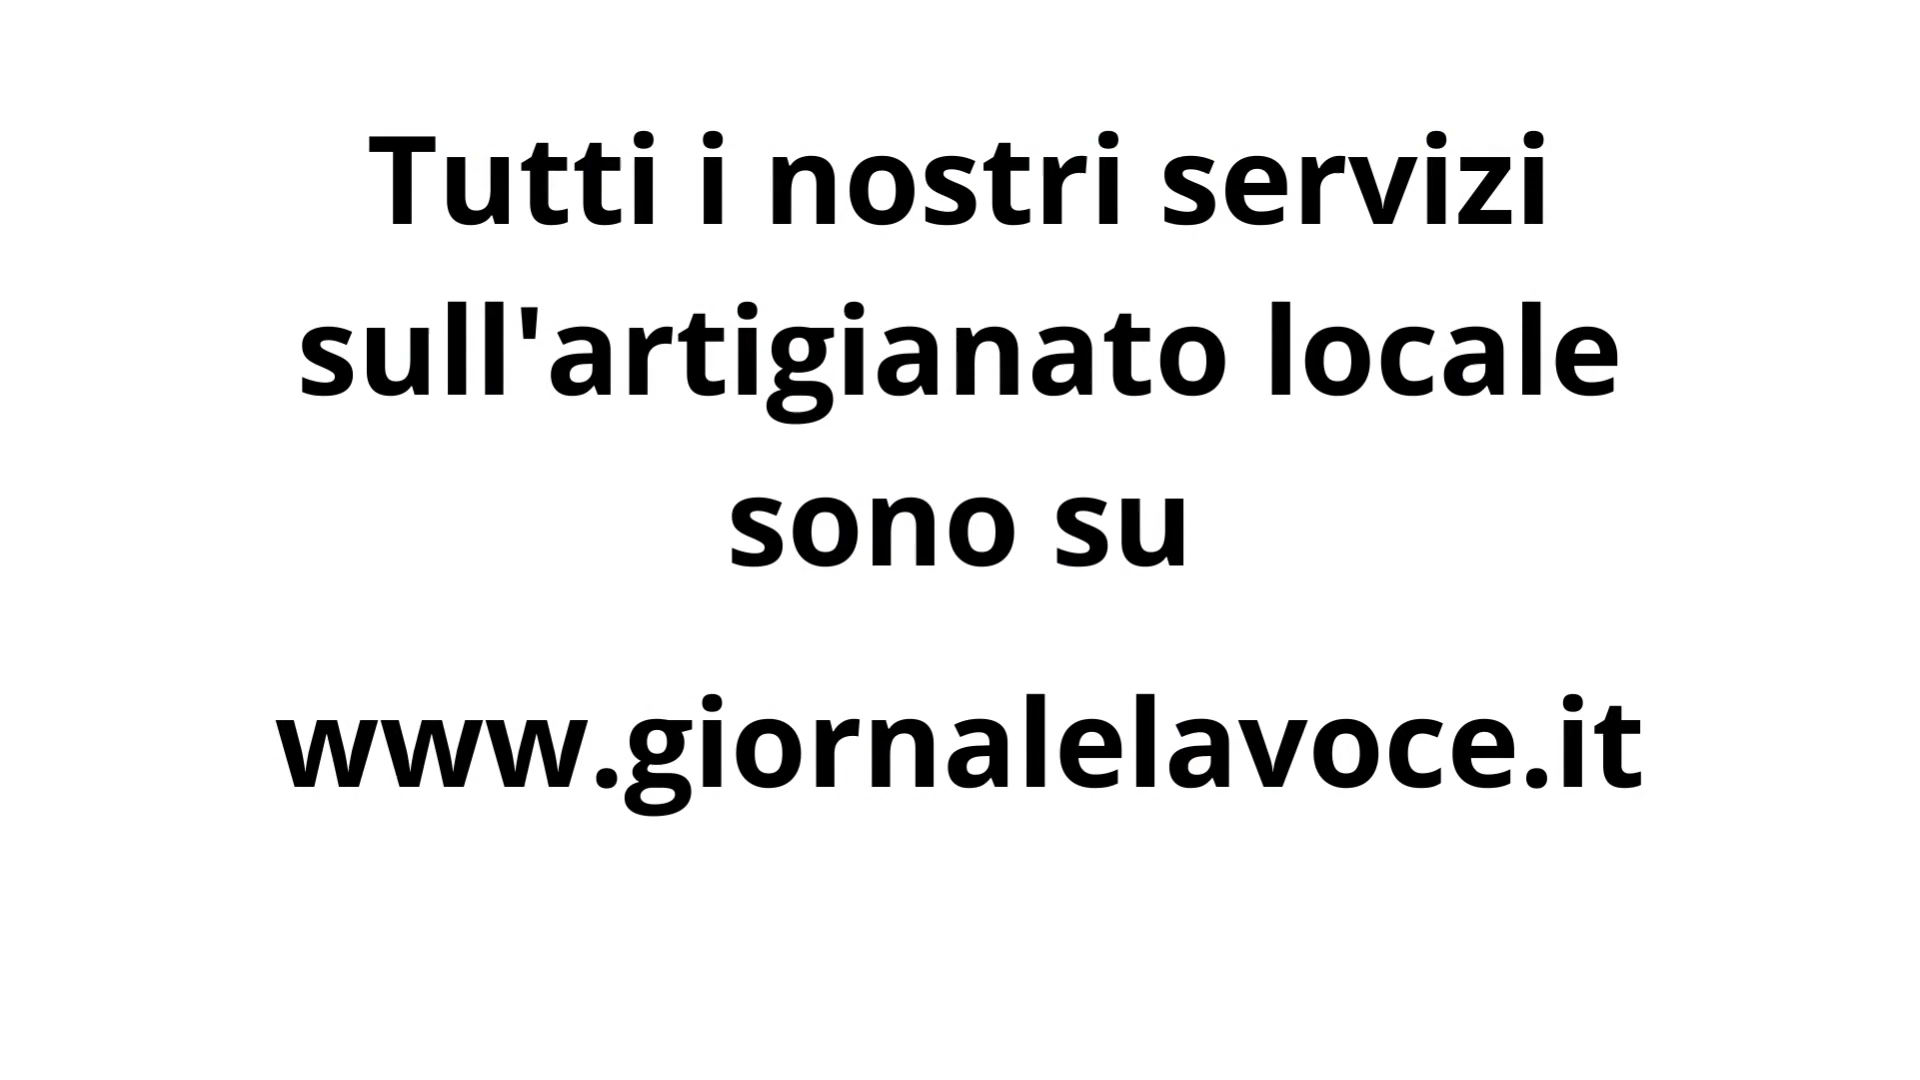 Tutti i nostri servizi
sull'artigianato locale
sono su
www.giornalelavoce.it